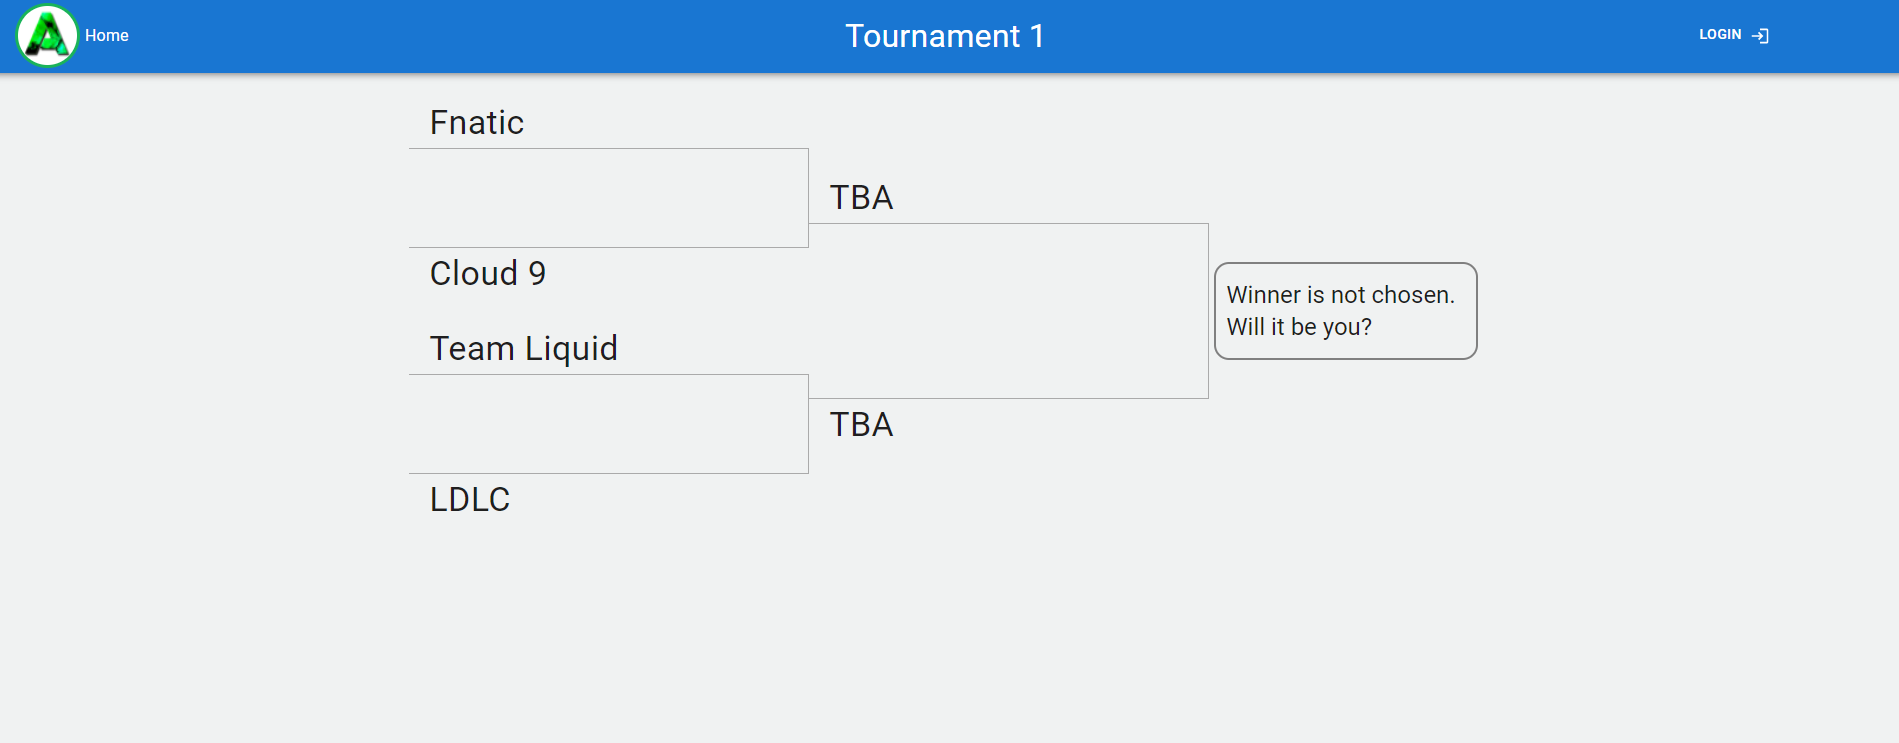 Home
Tournament 1
LOGIN
Fnatic
TBA
Cloud 9
Winner is not chosen.
Will it be you?
Team Liquid
TBA
LDLC